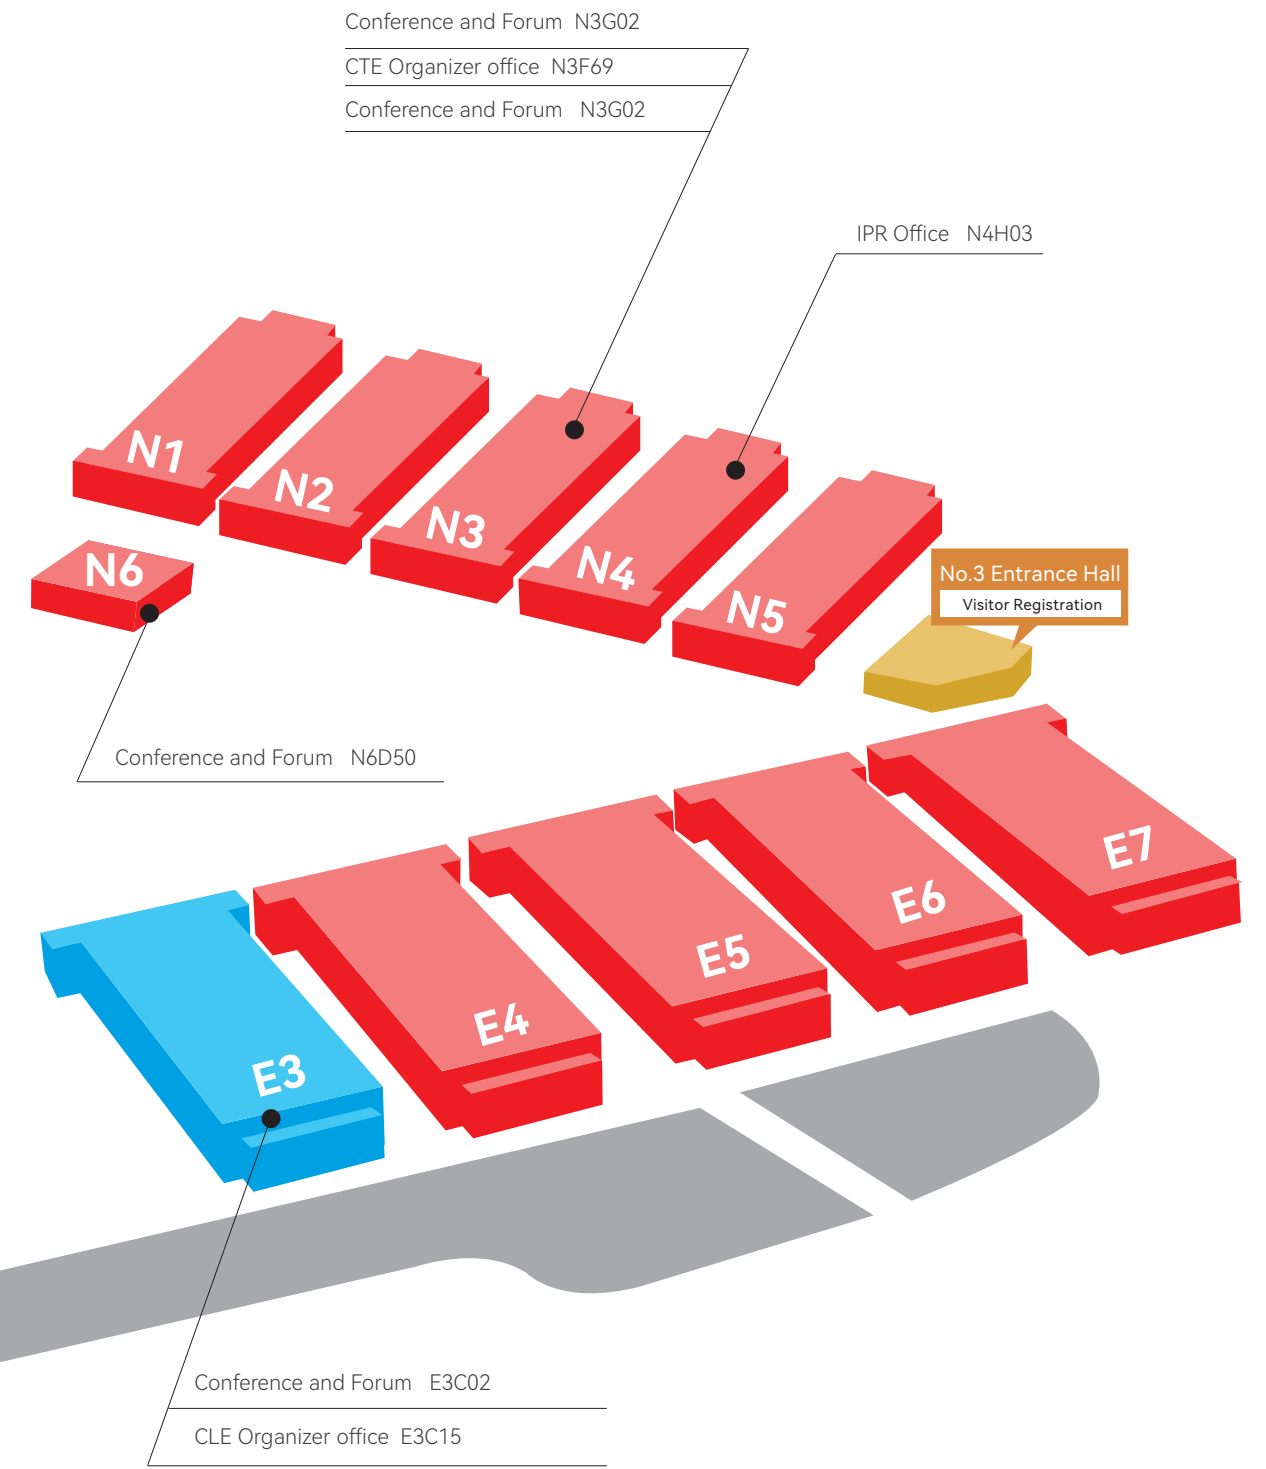 Conference and Forum N3G02
CTE Organizer office N3F69
Conference and Forum N3G02
IPR Office N4H03
N1
N2
N3
N4
N5
N6
No.3 Entrance Hall
Visitor Registration
Conference and Forum N6D50
E7
E6
E5
E4
E3
Conference and Forum E3C02
CLE Organizer office E3C15